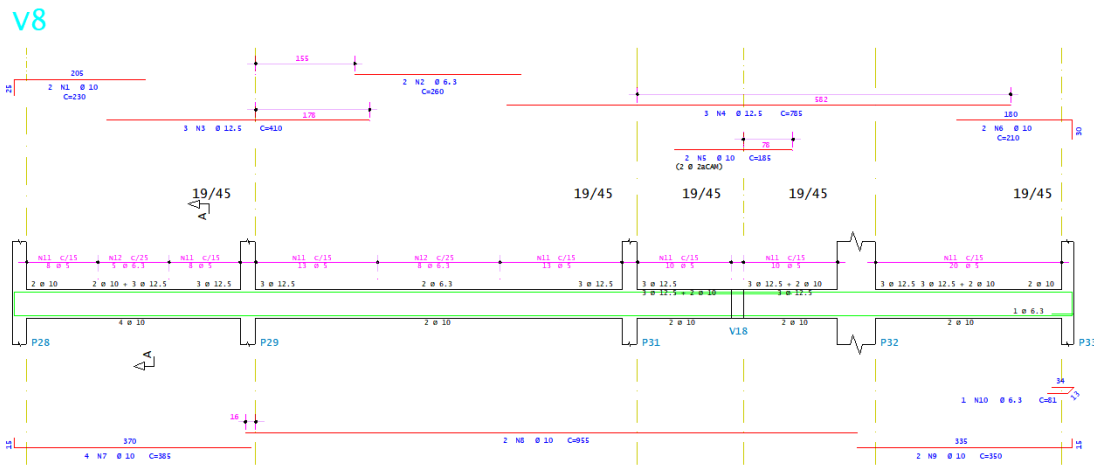 V8
155
205
2 N1 Ø 10
C=230
25
2 N2 Ø 6.3
C=260
582
178
3 N3 Ø 12.5 C=410
3 N4 Ø 12.5 C=785
180
2 N6 Ø 10
C=210
30
78
2 N5 Ø 10 C=185
(2 Ø 2aCAM)
19/45 19/45 19/45 19/45 19/45
A
N11 c/15 N12 c/25 N11 c/15 N11 c/15 N12 c/25 N11 c/15 N11 c/15 N11 c/15 N11 c/15
8 Ø 5 5 Ø 6.3 8 Ø 5 13 Ø 5 8 Ø 6.3 13 Ø 5 10 Ø 5 10 Ø 5 20 Ø 5
2 Ø 10 2 Ø 10 + 3 Ø 12.5 3 Ø 12.5 3 Ø 12.5 2 Ø 6.3 3 Ø 12.5 3 Ø 12.5 3 Ø 12.5 + 2 Ø 10 3 Ø 12.5 3 Ø 12.5 + 2 Ø 10 2 Ø 10
3 Ø 12.5 + 2 Ø 10 3 Ø 12.5
1 Ø 6.3
4 Ø 10 2 Ø 10 2 Ø 10 2 Ø 10 2 Ø 10
V18
P28 P29 P31 P32 P33
A
34
1 N10 Ø 6.3 C=81
13
16
15
370
4 N7 Ø 10 C=385
2 N8 Ø 10 C=955
335
2 N9 Ø 10 C=350
15